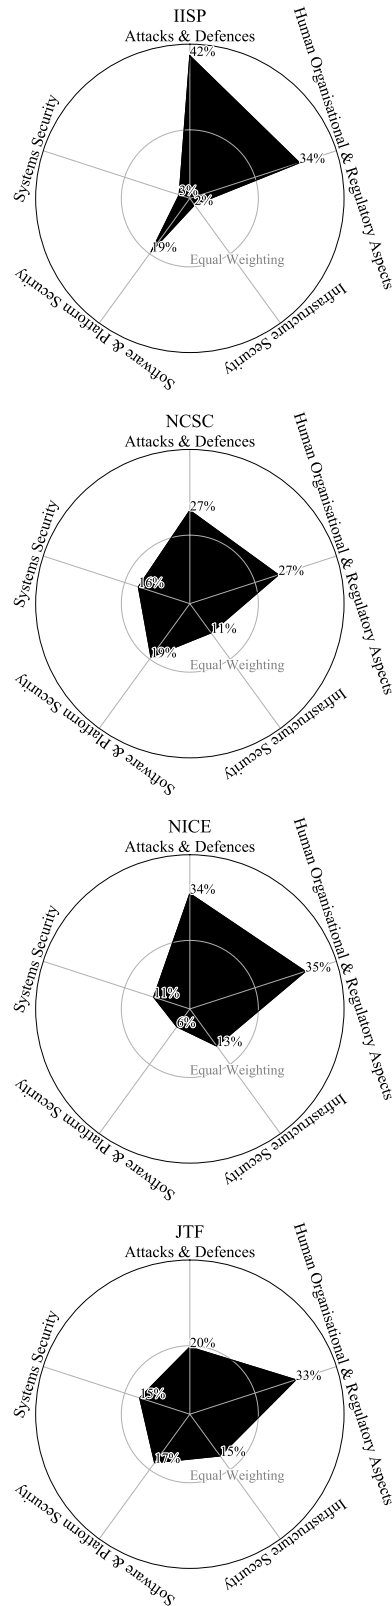 IISP
Attacks & Defences
42%
Human Organisational & Regulatory Aspects
34%
Systems Security
3%
2%
19%
Equal Weighting
Software & Platform Security
Infrastructure Security
NCSC
Attacks & Defences
27%
Human Organisational & Regulatory Aspects
27%
Systems Security
16%
11%
19%
Equal Weighting
Software & Platform Security
Infrastructure Security
NICE
Attacks & Defences
34%
Human Organisational & Regulatory Aspects
35%
Systems Security
11%
6%
13%
Equal Weighting
Software & Platform Security
Infrastructure Security
JTF
Attacks & Defences
20%
Human Organisational & Regulatory Aspects
33%
Systems Security
15%
15%
17%
Equal Weighting
Software & Platform Security
Infrastructure Security